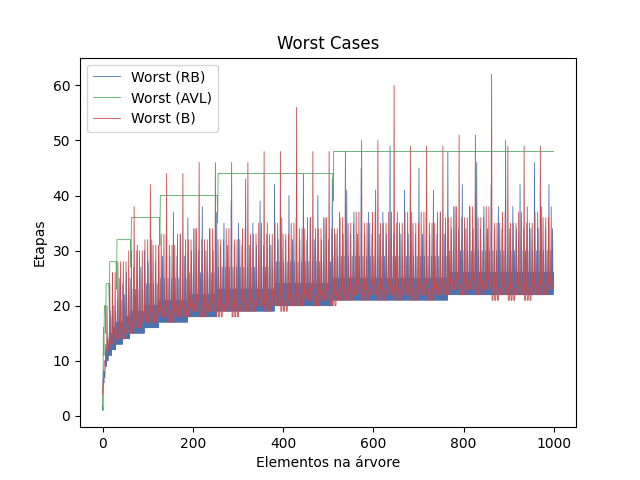 Worst Cases
Worst (RB)
Worst (AVL)
Worst (B)
60
50
40
30
20
10
0
Etapas
0 200 400 600 800 1000
Elementos na árvore